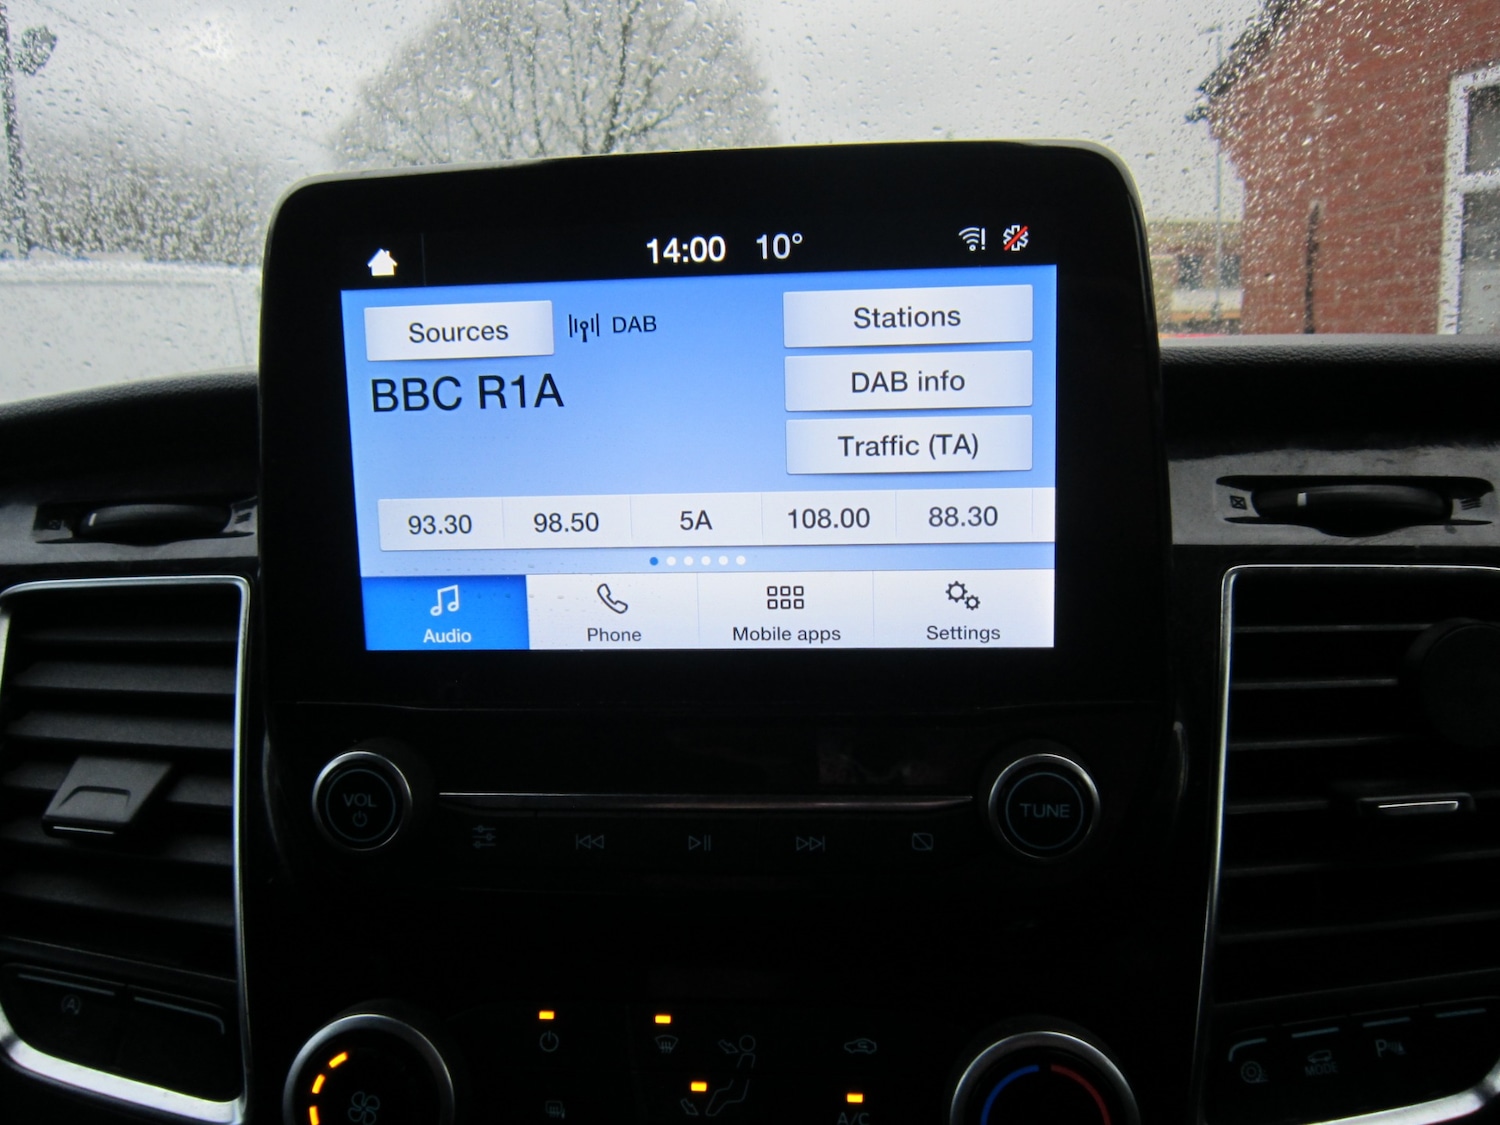 14:00 10°
Sources DAB
Stations
BBC R1A
DAB info
Traffic (TA)
93.30 98.50 5A 108.00 88.30
Audio Phone Mobile apps Settings
VOL
TUNE
MODE
A/C